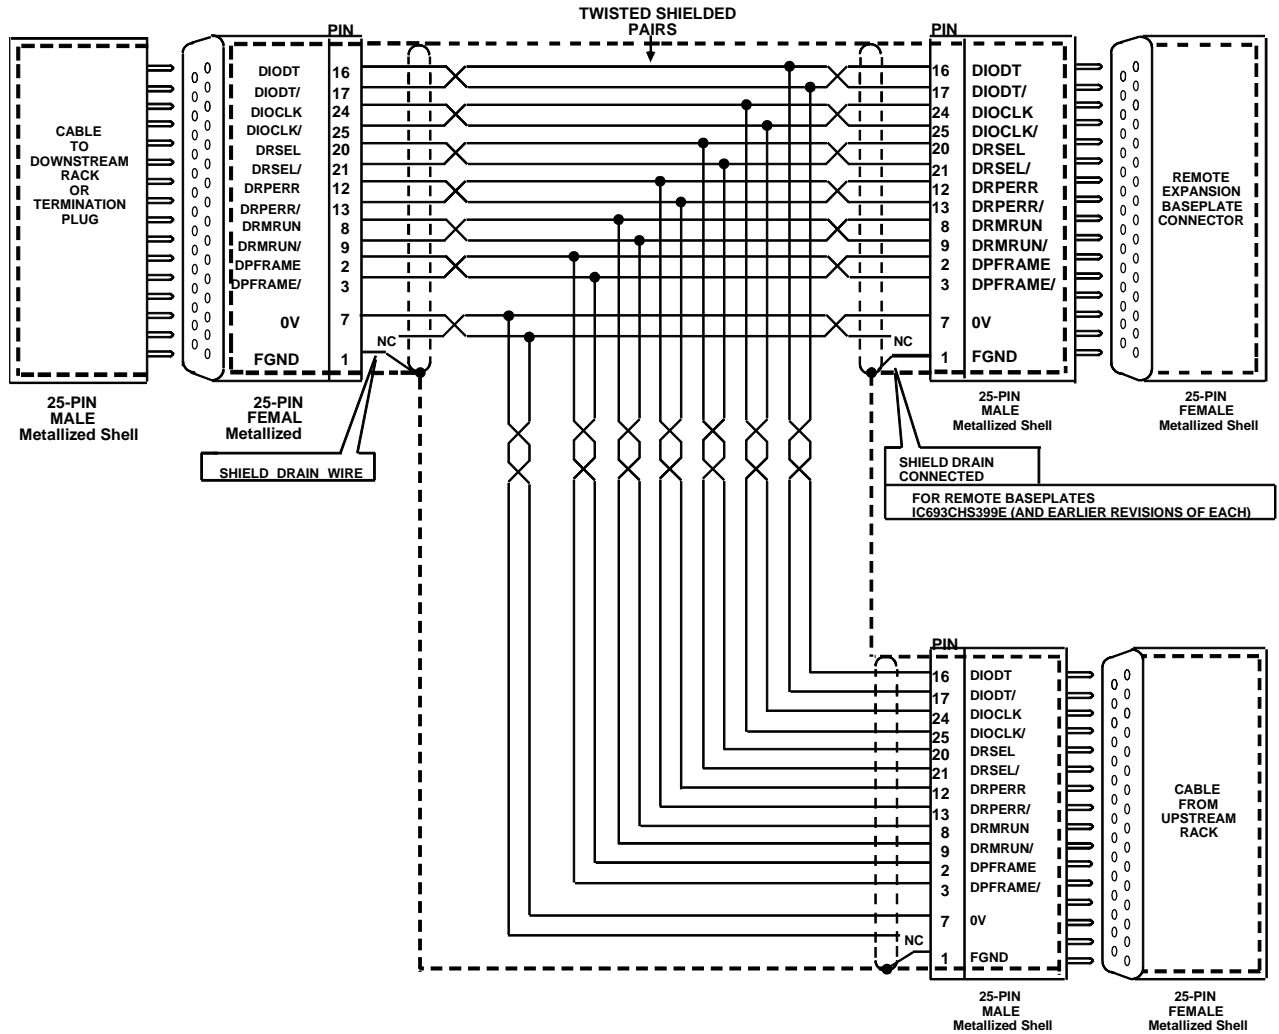 TWISTED SHIELDED
PAIRS
PIN
PIN
CABLE
TO
DOWNSTREAM
RACK
OR
TERMINATION
PLUG
DIODT 16
DIODT/ 17
DIOCLK 24
DIOCLK/ 25
DRSEL 20
DRSEL/ 21
DRPERR 12
DRPERR/ 13
DRMRUN 8
DRMRUN/ 9
DPFRAME 2
DPFRAME/ 3
0V 7
NC
FGND 1
16 DIODT
17 DIODT/
24 DIOCLK
25 DIOCLK/
20 DRSEL
21 DRSEL/
12 DRPERR
13 DRPERR/
8 DRMRUN
9 DRMRUN/
2 DPFRAME
3 DPFRAME/
7 0V
NC
1 FGND
REMOTE
EXPANSION
BASEPLATE
CONNECTOR
25-PIN
MALE
Metallized Shell
25-PIN
FEMAL
Metallized
25-PIN
MALE
Metallized Shell
25-PIN
FEMALE
Metallized Shell
SHIELD DRAIN WIRE
SHIELD DRAIN
CONNECTED
FOR REMOTE BASEPLATES
IC693CHS399E (AND EARLIER REVISIONS OF EACH)
PIN
16 DIODT
17 DIODT/
24 DIOCLK
25 DIOCLK/
20 DRSEL
21 DRSEL/
12 DRPERR
13 DRPERR/
8 DRMRUN
9 DRMRUN/
2 DPFRAME
3 DPFRAME/
7 0V
NC
1 FGND
CABLE
FROM
UPSTREAM
RACK
25-PIN
MALE
Metallized Shell
25-PIN
FEMALE
Metallized Shell